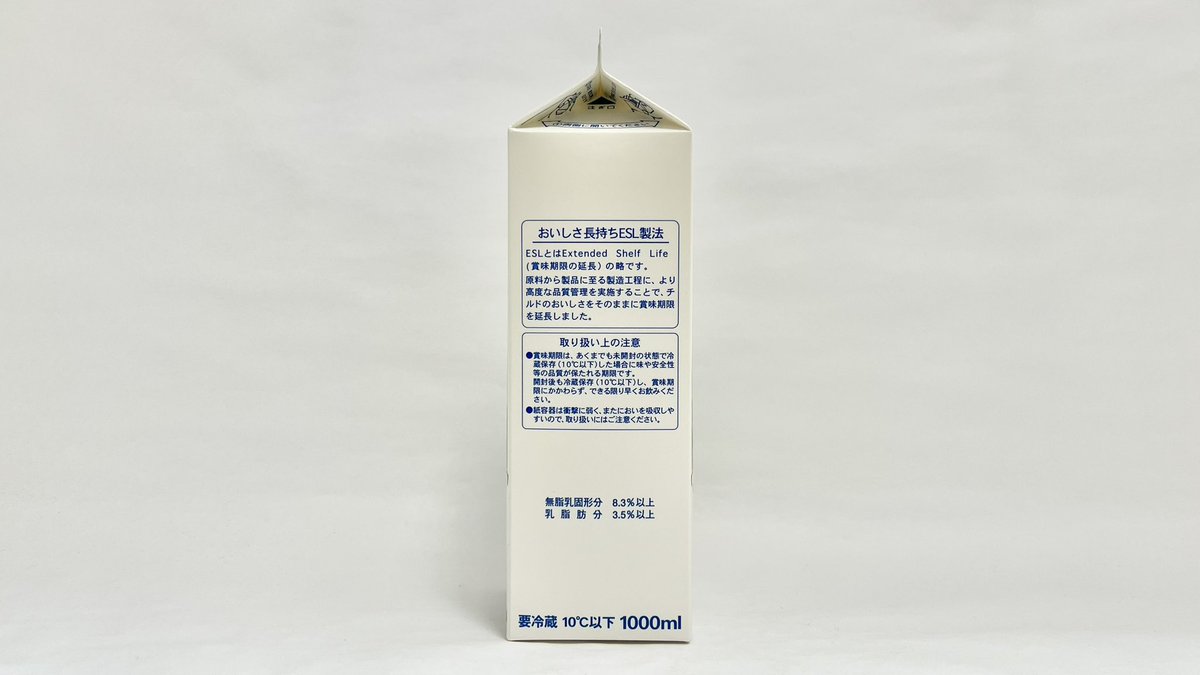 注ぎ口
おいしさ長持ちESL製法
ESLとはExtended Shelf Life
(賞味期限の延長)の略です。
原料から製品に至る製造工程に、より
高度な品質管理を実施することで、チ
ルドのおいしさをそのままに賞味期限
を延長しました。
取り扱い上の注意
●賞味期限は、あくまでも未開封の状態で冷
蔵保存(10℃以下)した場合に味や安全性
等の品質が保たれる期限です。
開封後も冷蔵保存(10℃以下)し、賞味期
限にかかわらず、できる限り早くお飲みくだ
さい。
●紙容器は衝撃に弱く、またにおいを吸収しや
すいので、取り扱いにはご注意ください。
無脂乳固形分 8.3%以上
乳脂肪分 3.5%以上
要冷蔵 10℃以下 1000ml